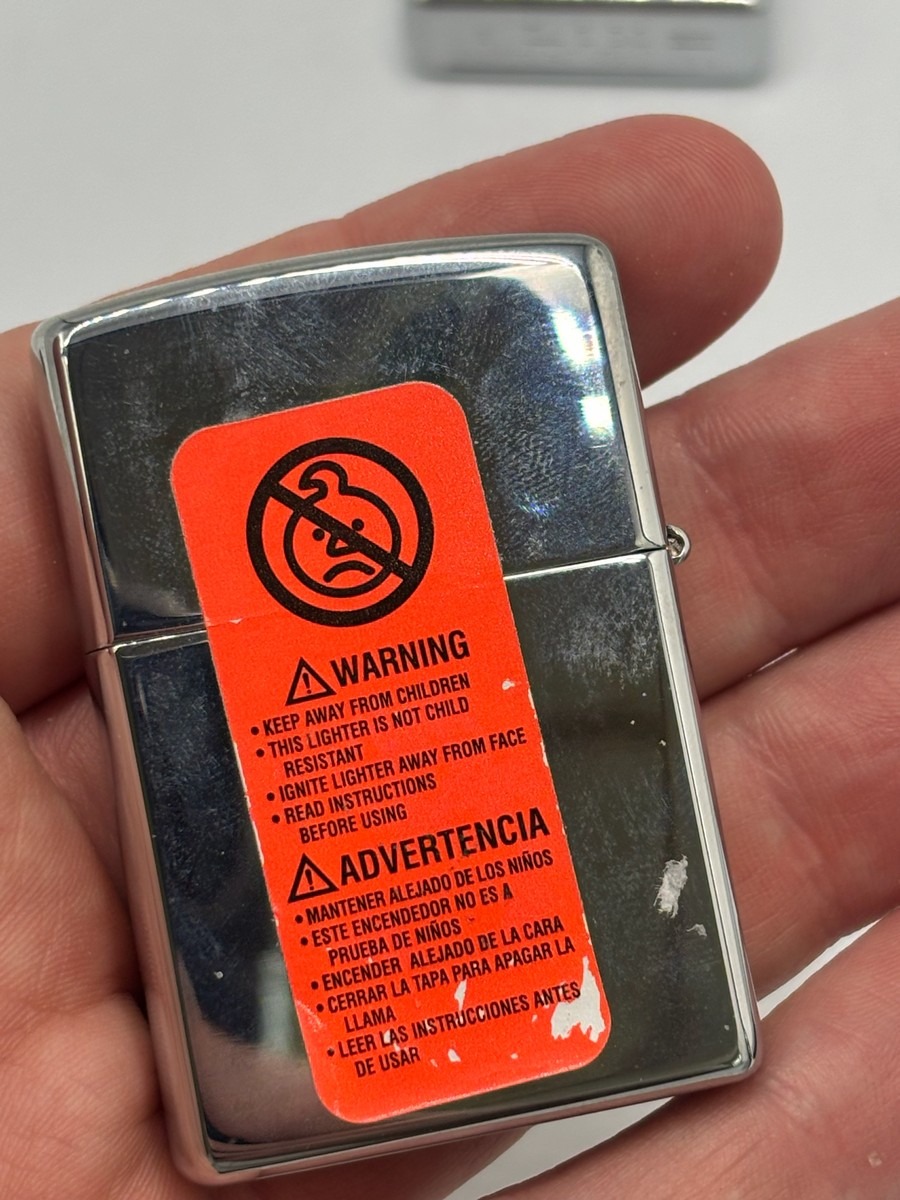 WARNING
• KEEP AWAY FROM CHILDREN
• THIS LIGHTER IS NOT CHILD
RESISTANT
• IGNITE LIGHTER AWAY FROM FACE
• READ INSTRUCTIONS
BEFORE USING
ADVERTENCIA
• MANTENER ALEJADO DE LOS NIÑOS
• ESTE ENCENDEDOR NO ES A
PRUEBA DE NIÑOS
• ENCENDER ALEJADO DE LA CARA
• CERRAR LA TAPA PARA APAGAR LA
LLAMA
• LEER LAS INSTRUCCIONES ANTES
DE USAR